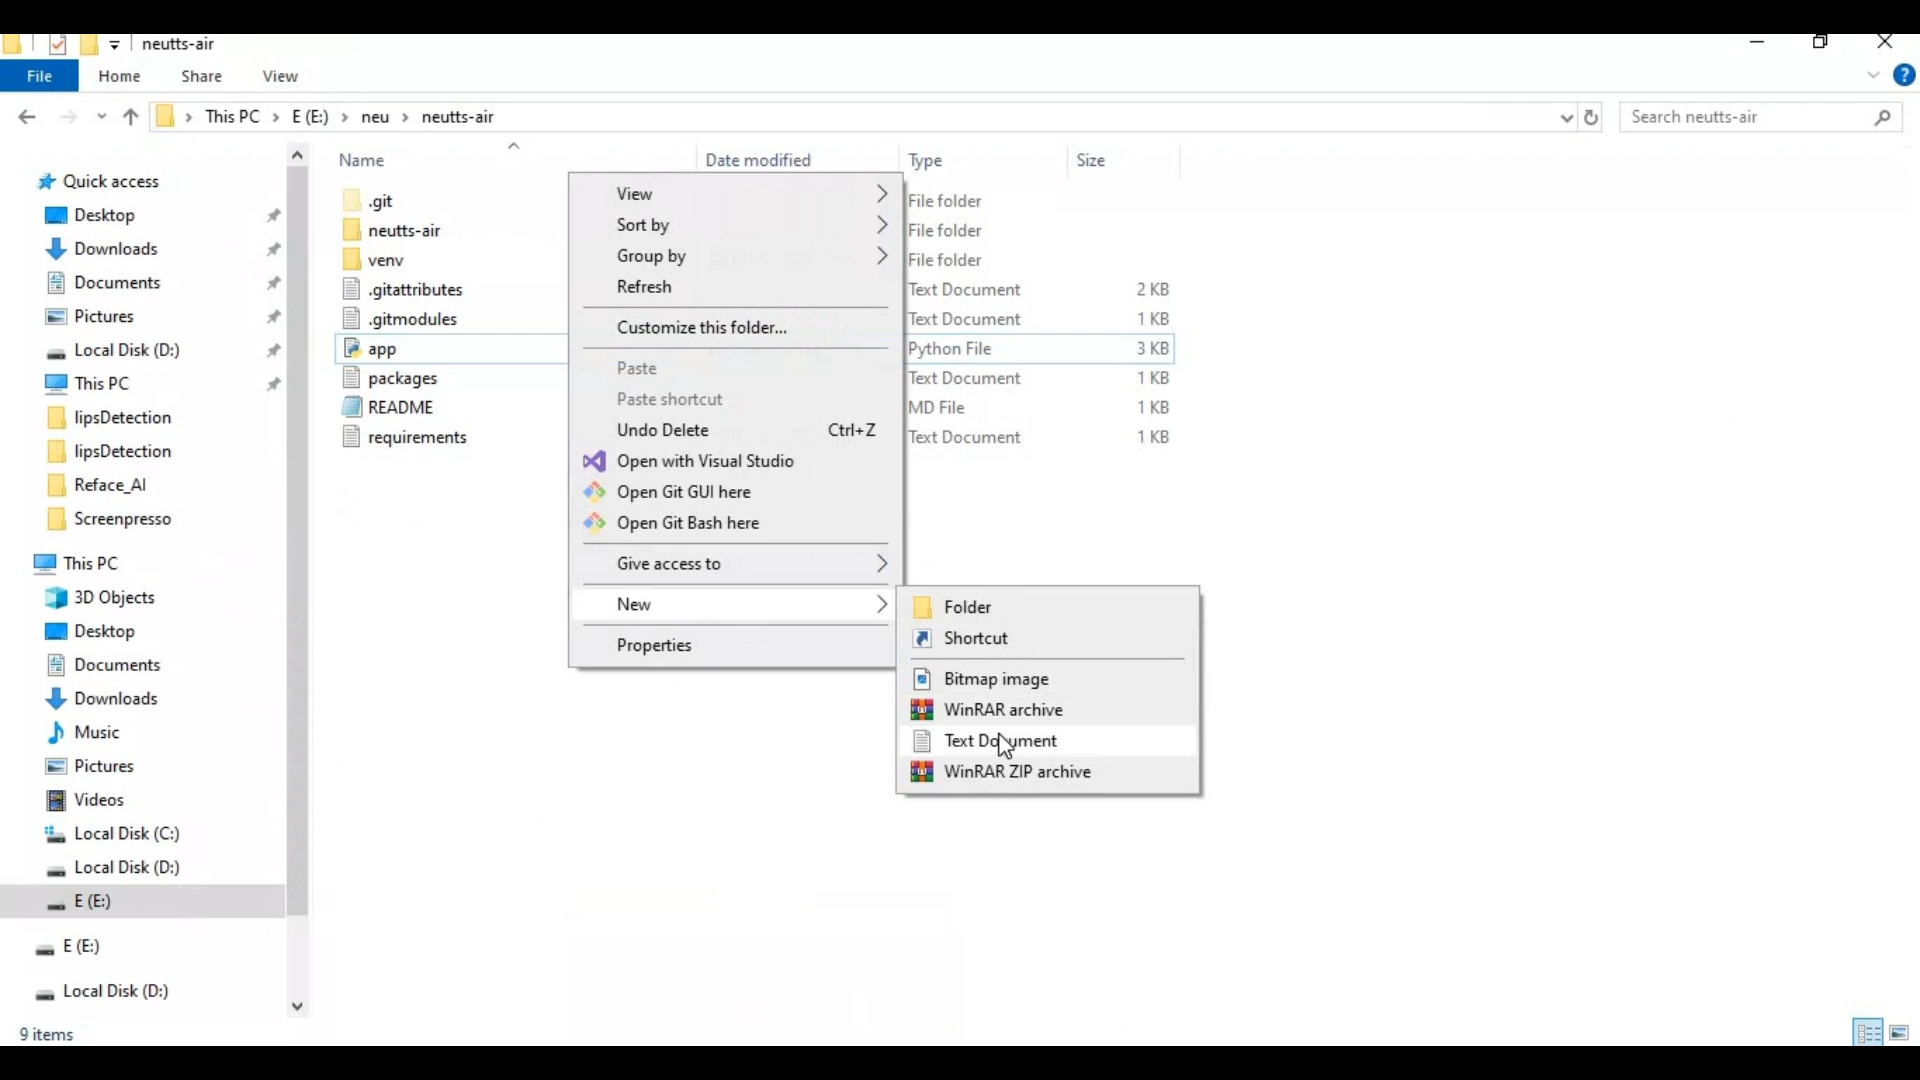 neutts-air
File Home Share View
This PC E (E:) neu neutts-air
Search neutts-air
Name Date modified Type Size
Quick access
Desktop
Downloads
Documents
Pictures
Local Disk (D:)
This PC
lipsDetection
lipsDetection
Reface_AI
Screenpresso
This PC
3D Objects
Desktop
Documents
Downloads
Music
Pictures
Videos
Local Disk (C:)
Local Disk (D:)
E (E:)
E (E:)
Local Disk (D:)
.git File folder
neutts-air File folder
venv File folder
.gitattributes Text Document 2 KB
.gitmodules Text Document 1 KB
app Python File 3 KB
packages Text Document 1 KB
README MD File 1 KB
requirements Text Document 1 KB
View
Sort by
Group by
Refresh
Customize this folder...
Paste
Paste shortcut
Undo Delete Ctrl+Z
Open with Visual Studio
Open Git GUI here
Open Git Bash here
Give access to
New
Properties
Folder
Shortcut
Bitmap image
WinRAR archive
Text Document
WinRAR ZIP archive
9 items